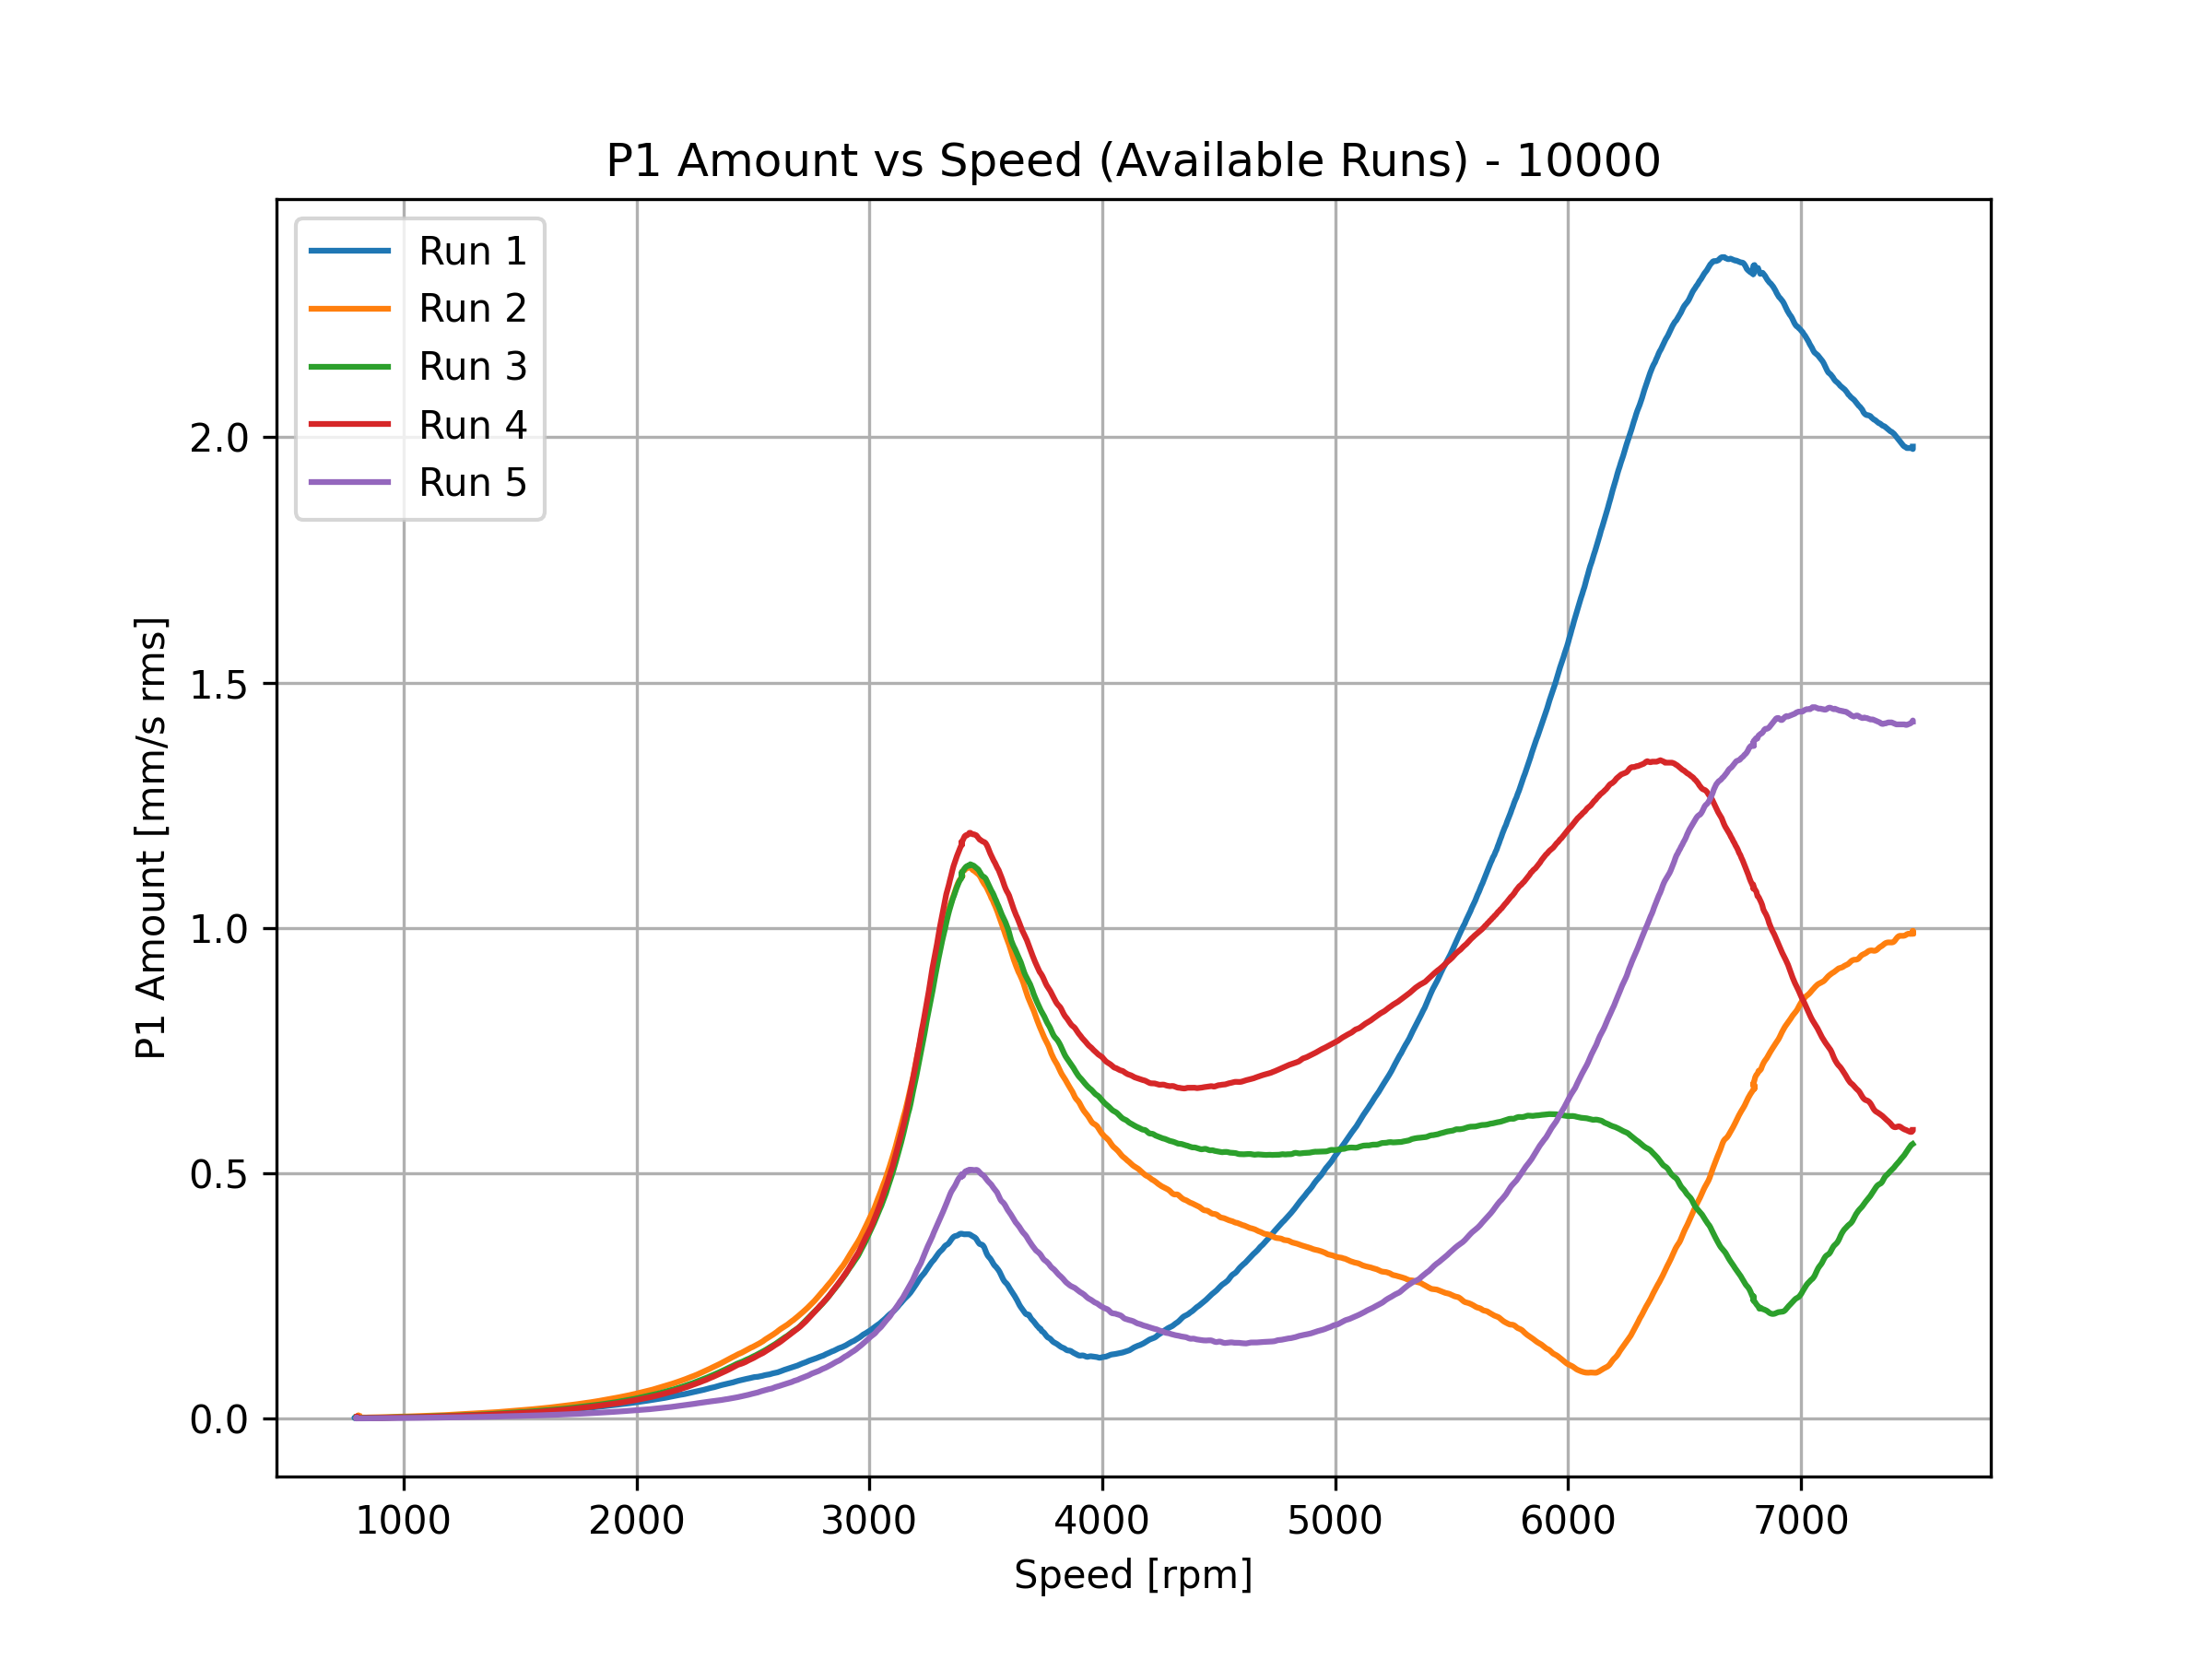 P1 Amount vs Speed (Available Runs) - 10000
Run 1
Run 2
Run 3
Run 4
Run 5
2.0
1.5
1.0
0.5
0.0
P1 Amount [mm/s rms]
1000 2000 3000 4000 5000 6000 7000
Speed [rpm]